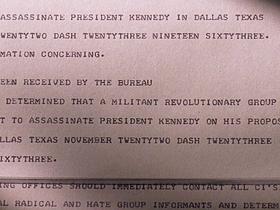 ASSASSINATE PRESIDENT KENNEDY IN DALLAS TEXAS
WENTYTWO DASH TWENTYTHREE NINETEEN SIXTYTHREE.
MATION CONCERNING.
EEN RECEIVED BY THE BUREAU
DETERMINED THAT A MILITANT REVOLUTIONARY GROUP
T TO ASSASSINATE PRESIDENT KENNEDY ON HIS PROPOS
LLAS TEXAS NOVEMBER TWENTYTWO DASH TWENTYTHREE
IXTYTHREE.
ING OFFICES SHOULD IMMEDIATELY CONTACT ALL CI'S
AL RADICAL AND HATE GROUP INFORMANTS AND DETERM